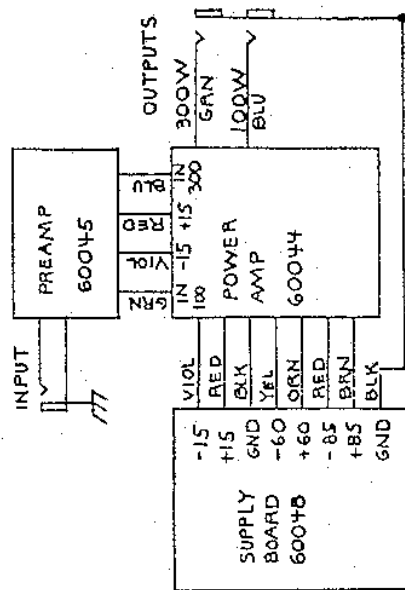 INPUT
PREAMP
60045
GRN
VIOL
RED
BLU
IN
100
-15
+15
IN
300
POWER
AMP
60044
OUTPUTS
300W
GRN
100W
BLU
VIOL
RED
BLK
YEL
ORN
RED
BRN
BLK
-15
+15
GND
-60
+60
-85
+85
GND
SUPPLY
BOARD
60048